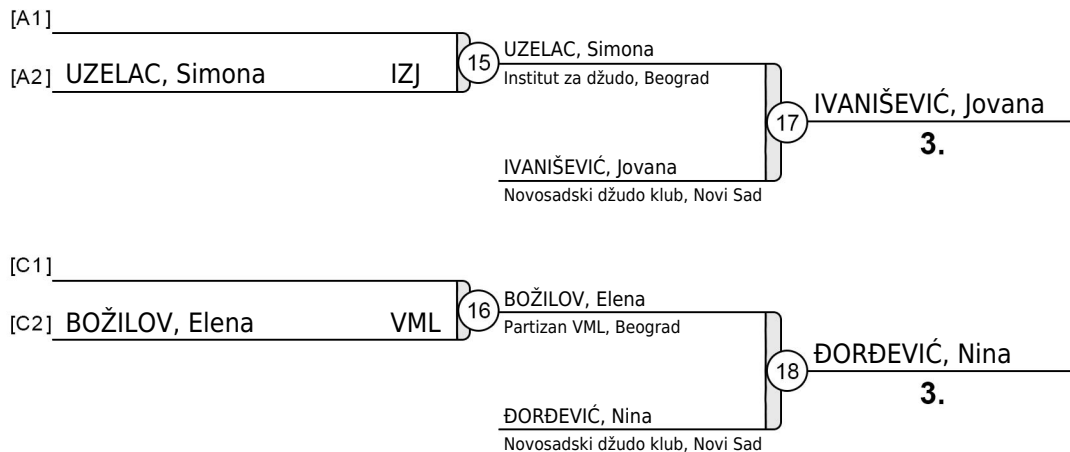 [A1]
[A2] UZELAC, Simona IZJ
15
UZELAC, Simona
Institut za džudo, Beograd
17
IVANIŠEVIĆ, Jovana
3.
IVANIŠEVIĆ, Jovana
Novosadski džudo klub, Novi Sad
[C1]
[C2] BOŽILOV, Elena VML
16
BOŽILOV, Elena
Partizan VML, Beograd
18
ĐORĐEVIĆ, Nina
3.
ĐORĐEVIĆ, Nina
Novosadski džudo klub, Novi Sad